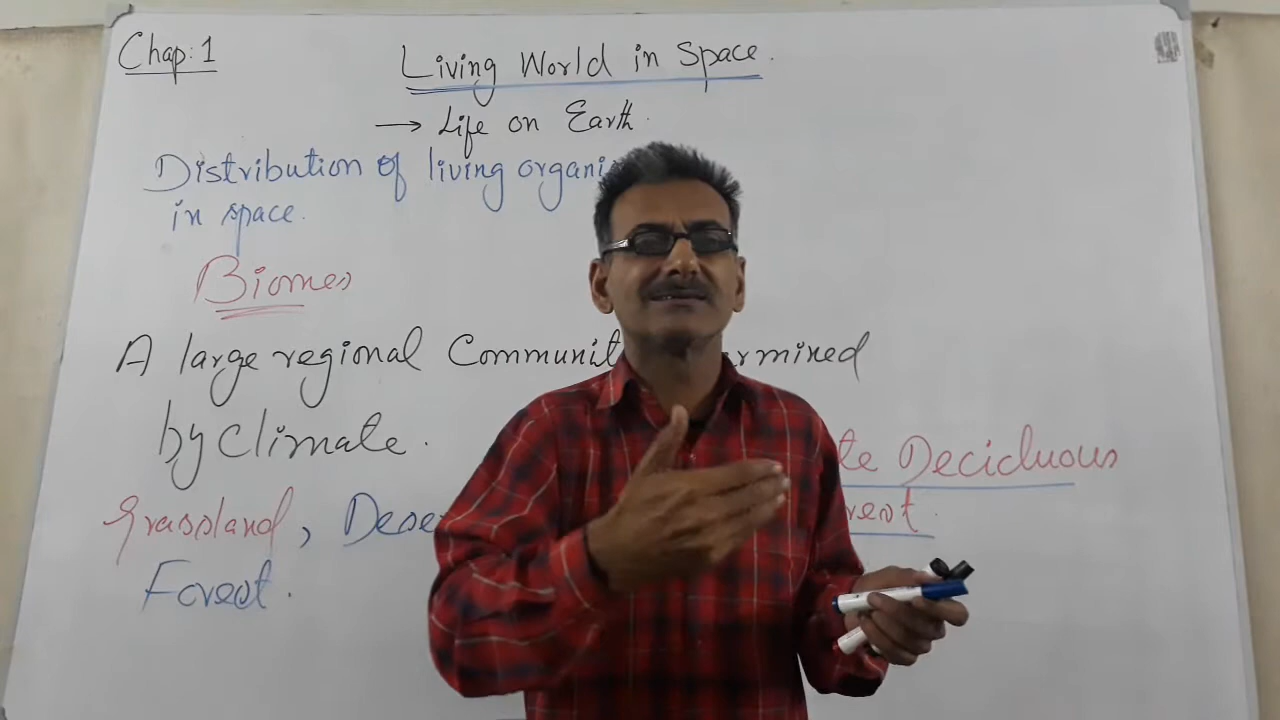 Chap: 1
Living World in Space.
→ Life on Earth.
Distribution of living organi
in space.
Biomes
A large regional Communit rmined
by Climate.
te Deciduous
Grassland, Dese rest.
Forest.